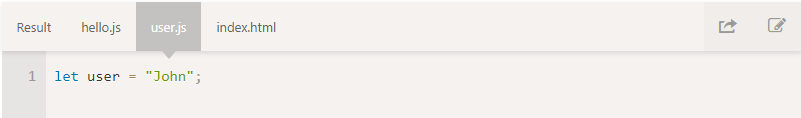 Result hello.js user.js index.html
1 let user = "John";